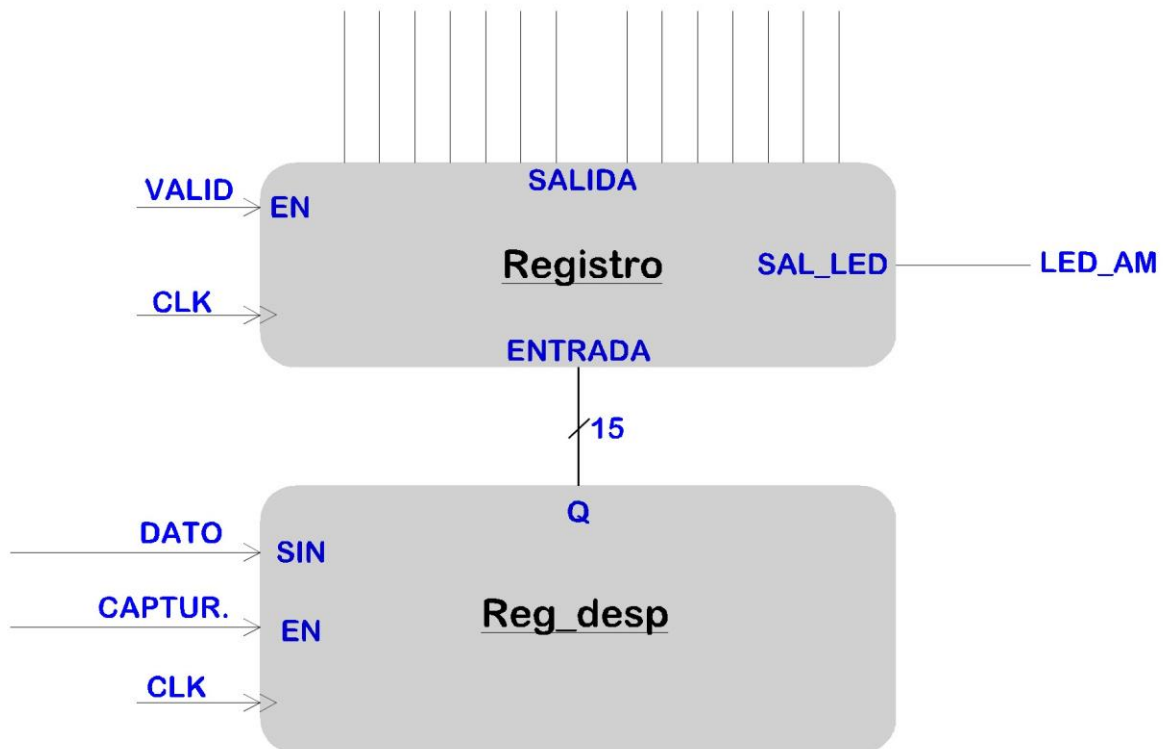 SALIDA
VALID
EN
Registro
SAL_LED
LED_AM
CLK
ENTRADA
15
Q
DATO
SIN
CAPTUR.
EN
Reg_desp
CLK